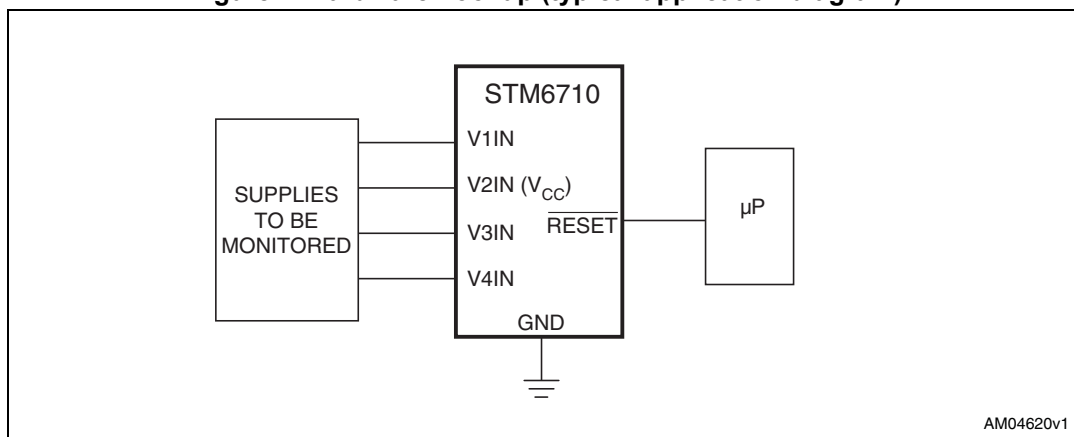 STM6710
V1IN
V2IN (VCC)
V3IN
V4IN
RESET
GND
SUPPLIES
TO BE
MONITORED
µP
AM04620v1